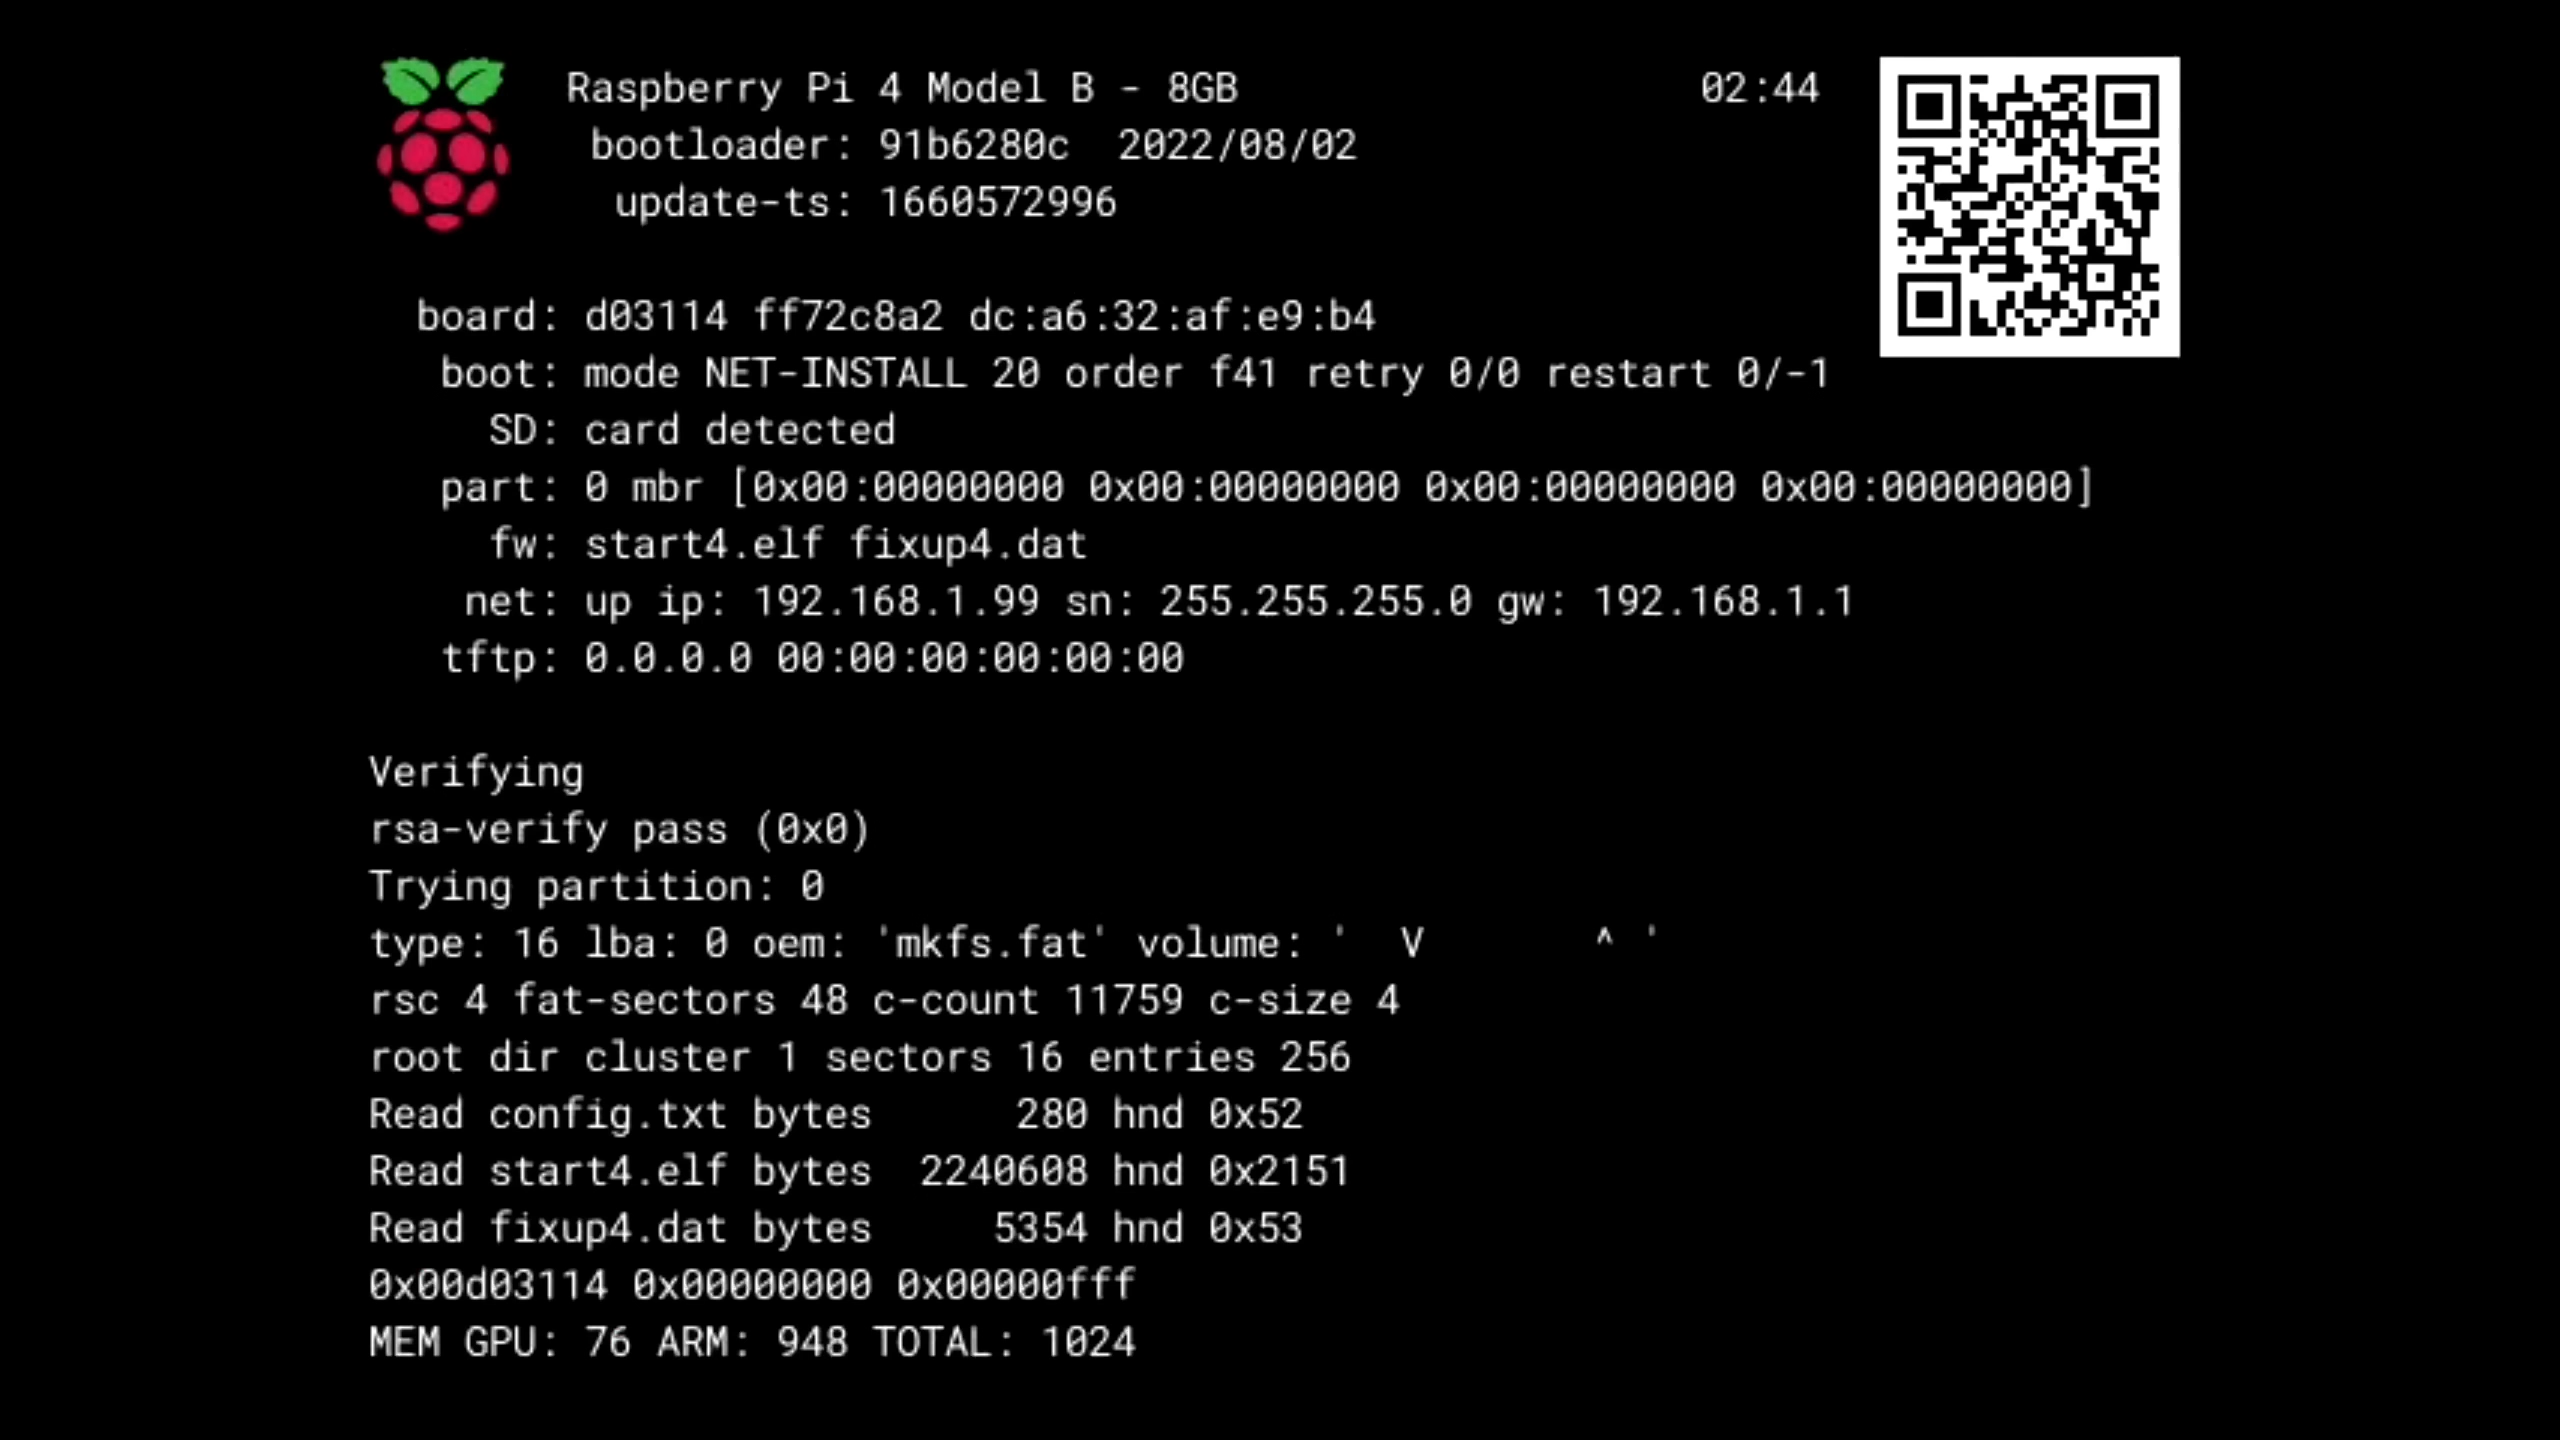 Raspberry Pi 4 Model B - 8GB 02:44
bootloader: 91b6280c 2022/08/02
update-ts: 1660572996
board: d03114 ff72c8a2 dc:a6:32:af:e9:b4
boot: mode NET-INSTALL 20 order f41 retry 0/0 restart 0/-1
SD: card detected
part: 0 mbr [0x00:00000000 0x00:00000000 0x00:00000000 0x00:00000000]
fw: start4.elf fixup4.dat
net: up ip: 192.168.1.99 sn: 255.255.255.0 gw: 192.168.1.1
tftp: 0.0.0.0 00:00:00:00:00:00
Verifying
rsa-verify pass (0x0)
Trying partition: 0
type: 16 lba: 0 oem: 'mkfs.fat' volume: '  V       ^ '
rsc 4 fat-sectors 48 c-count 11759 c-size 4
root dir cluster 1 sectors 16 entries 256
Read config.txt bytes      280 hnd 0x52
Read start4.elf bytes  2240608 hnd 0x2151
Read fixup4.dat bytes     5354 hnd 0x53
0x00d03114 0x00000000 0x00000fff
MEM GPU: 76 ARM: 948 TOTAL: 1024